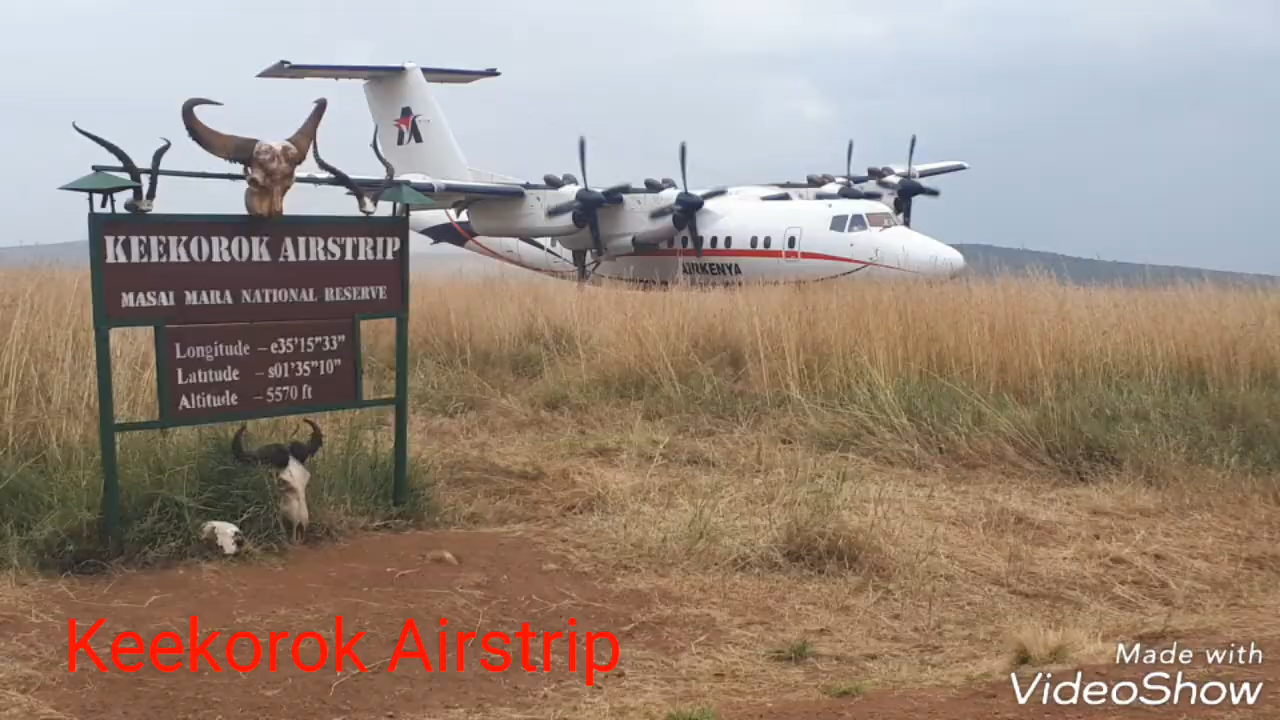 KEEKOROK AIRSTRIP
MASAI MARA NATIONAL RESERVE
Longitude – e35'15"33"
Latitude – s01'35"10"
Altitude – 5570 ft
AIRKENYA
Keekorok Airstrip
Made with
VideoShow